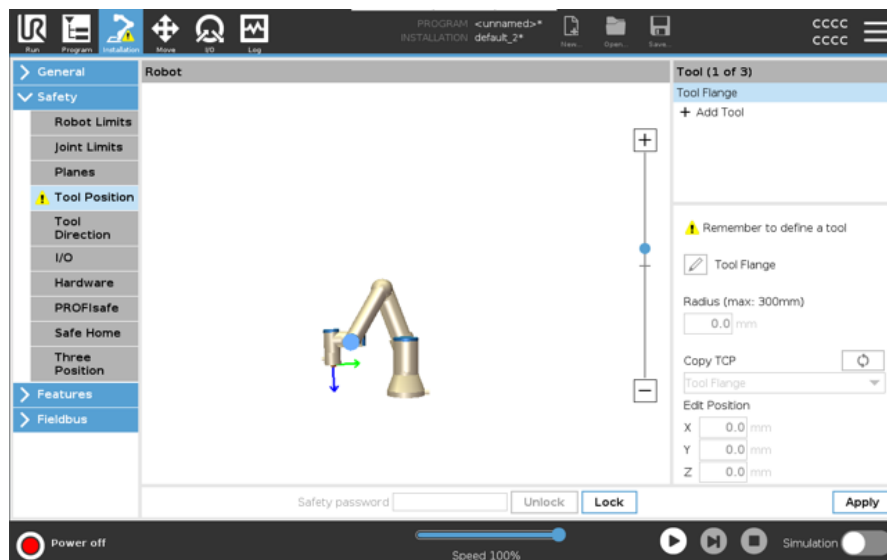 UR
PROGRAM <unnamed>*
INSTALLATION default_2*
Run Program Installation Move I/O Log
New... Open... Save...
cccc
cccc
General
Safety
Robot Limits
Joint Limits
Planes
Tool Position
Tool
Direction
I/O
Hardware
PROFIsafe
Safe Home
Three
Position
Features
Fieldbus
Robot
+
−
Tool (1 of 3)
Tool Flange
+ Add Tool
Remember to define a tool
Tool Flange
Radius (max: 300mm)
0.0 mm
Copy TCP
Tool Flange
Edit Position
X 0.0 mm
Y 0.0 mm
Z 0.0 mm
Safety password Unlock Lock
Apply
Power off
Speed 100%
Simulation